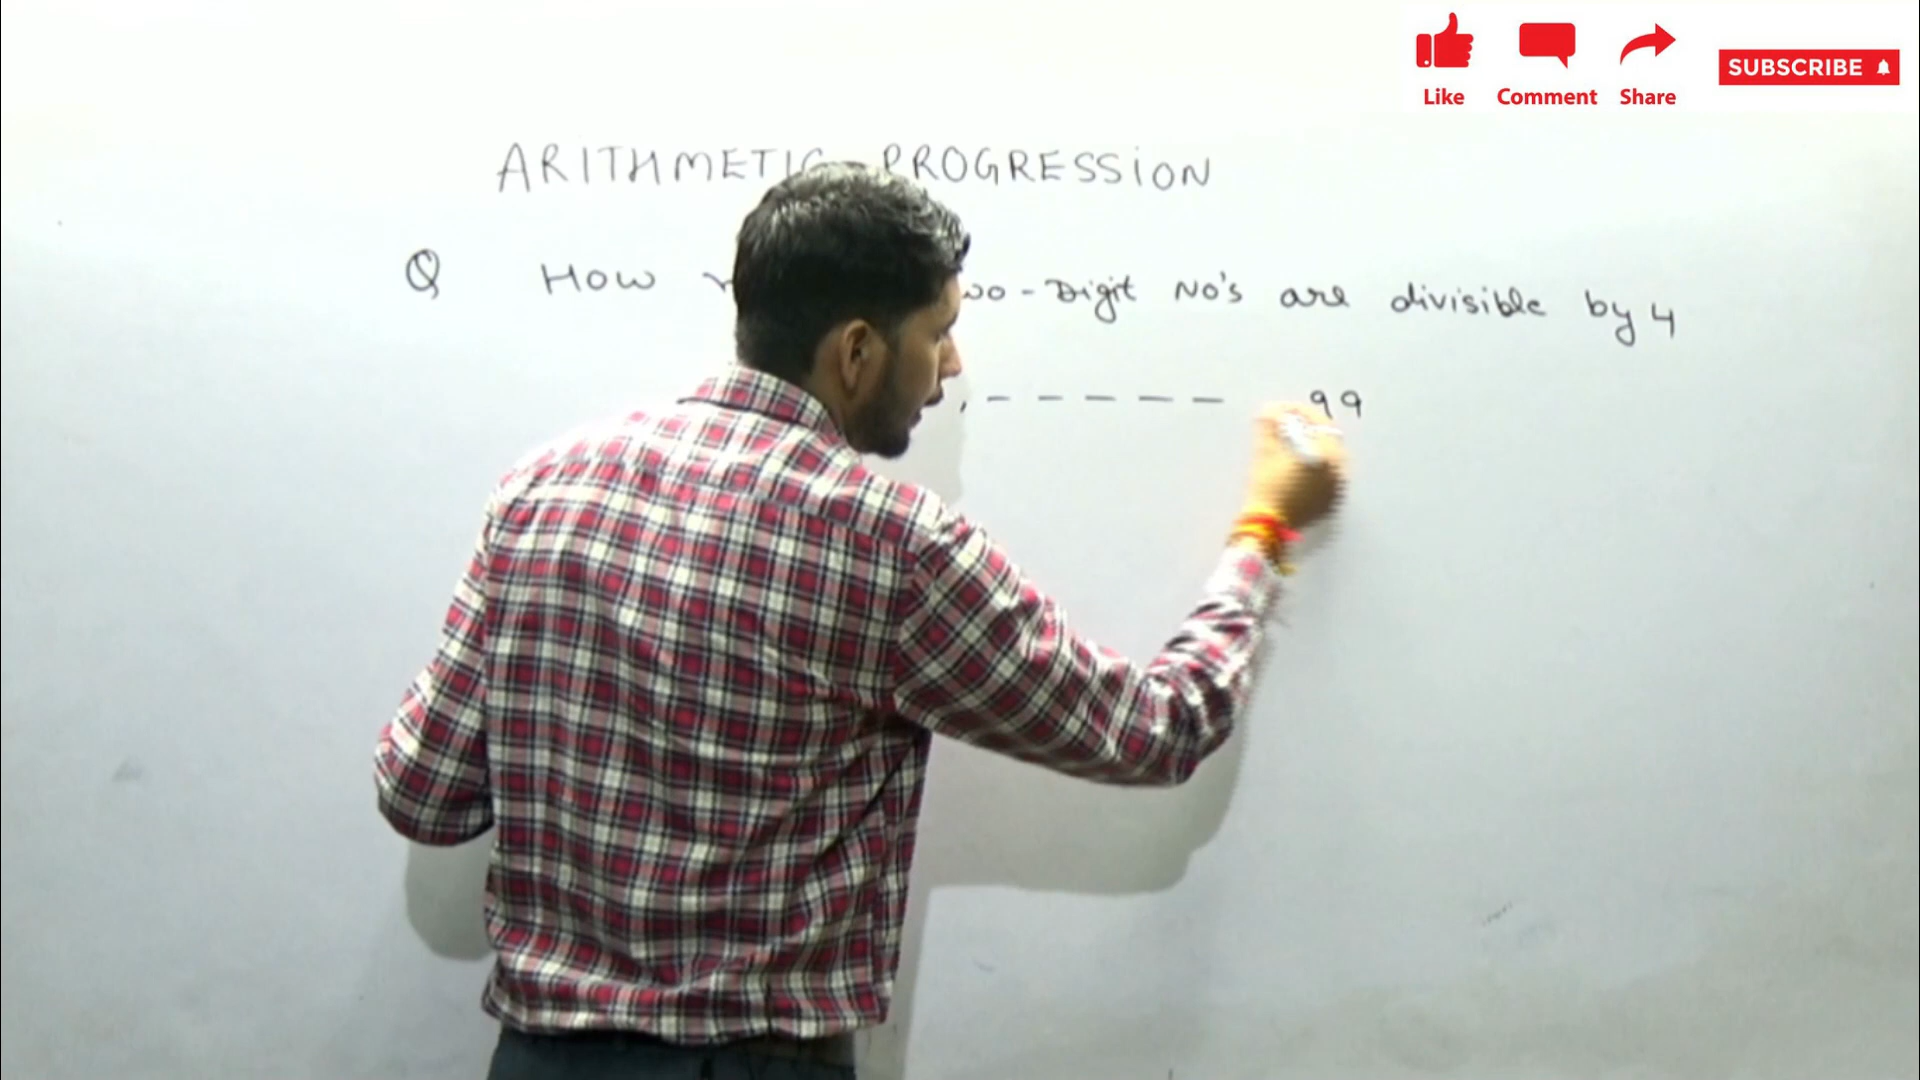 Like Comment Share SUBSCRIBE
ARITHMETIC PROGRESSION
Q How wo-Digit No's are divisible by 4
, - - - - - 99